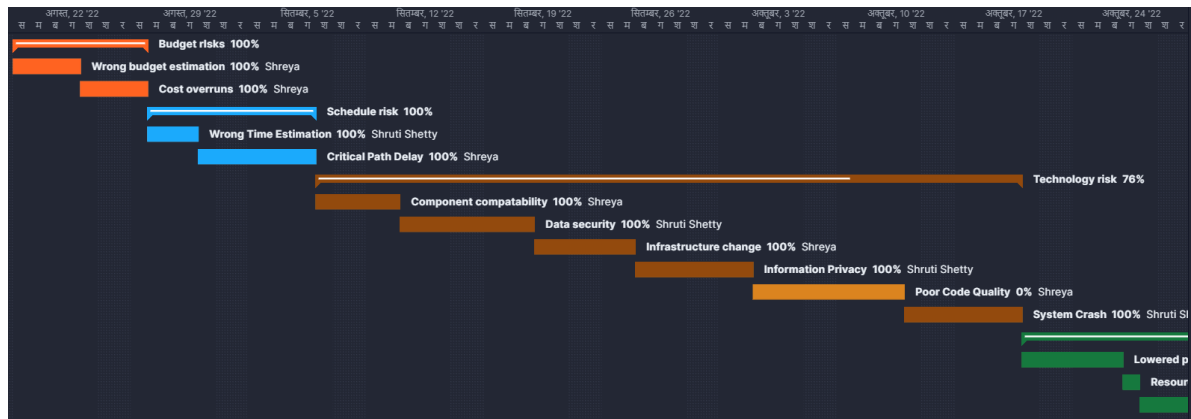 अगस्त, 22 '22 अगस्त, 29 '22 सितम्बर, 5 '22 सितम्बर, 12 '22 सितम्बर, 19 '22 सितम्बर, 26 '22 अक्तूबर, 3 '22 अक्तूबर, 10 '22 अक्तूबर, 17 '22 अक्तूबर, 24 '22
स म ब ग श श र स म ब ग श श र स म ब ग श श र स म ब ग श श र स म ब ग श श र स म ब ग श श र स म ब ग श श र स म ब ग श श र स म ब ग श श र स म ब ग श श र
Budget risks 100%
Wrong budget estimation 100% Shreya
Cost overruns 100% Shreya
Schedule risk 100%
Wrong Time Estimation 100% Shruti Shetty
Critical Path Delay 100% Shreya
Technology risk 76%
Component compatability 100% Shreya
Data security 100% Shruti Shetty
Infrastructure change 100% Shreya
Information Privacy 100% Shruti Shetty
Poor Code Quality 0% Shreya
System Crash 100% Shruti
Lowered p
Resour